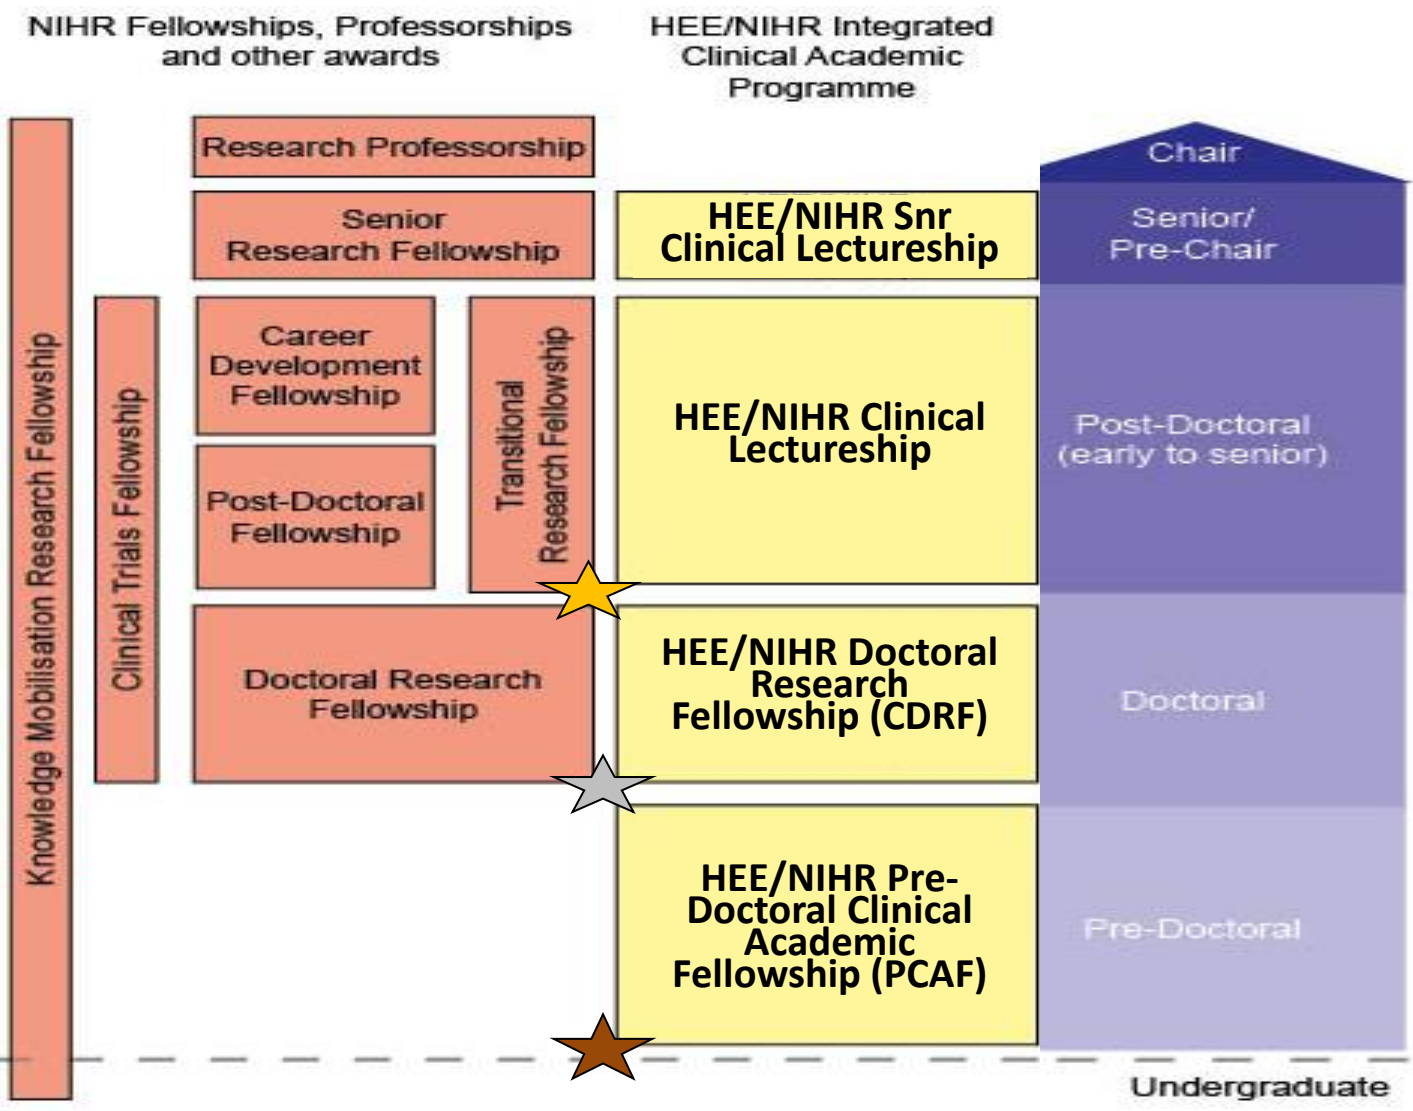 NIHR Fellowships, Professorships
and other awards
HEE/NIHR Integrated
Clinical Academic
Programme
Knowledge Mobilisation Research Fellowship
Clinical Trials Fellowship
Research Professorship
Senior
Research Fellowship
Career
Development
Fellowship
Transitional
Research Fellowship
Post-Doctoral
Fellowship
Doctoral Research
Fellowship
HEE/NIHR Snr
Clinical Lectureship
HEE/NIHR Clinical
Lectureship
HEE/NIHR Doctoral
Research
Fellowship (CDRF)
HEE/NIHR Pre-
Doctoral Clinical
Academic
Fellowship (PCAF)
Chair
Senior/
Pre-Chair
Post-Doctoral
(early to senior)
Doctoral
Pre-Doctoral
Undergraduate